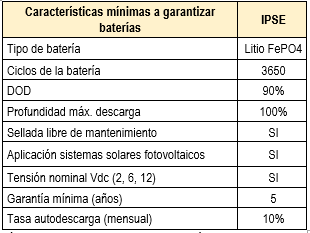 Características mínimas a garantizar
baterías
IPSE
Tipo de batería
Litio FePO4
Ciclos de la batería
3650
DOD
90%
Profundidad máx. descarga
100%
Sellada libre de mantenimiento
SI
Aplicación sistemas solares fotovoltaicos
SI
Tensión nominal Vdc (2, 6, 12)
SI
Garantía mínima (años)
5
Tasa autodescarga (mensual)
10%